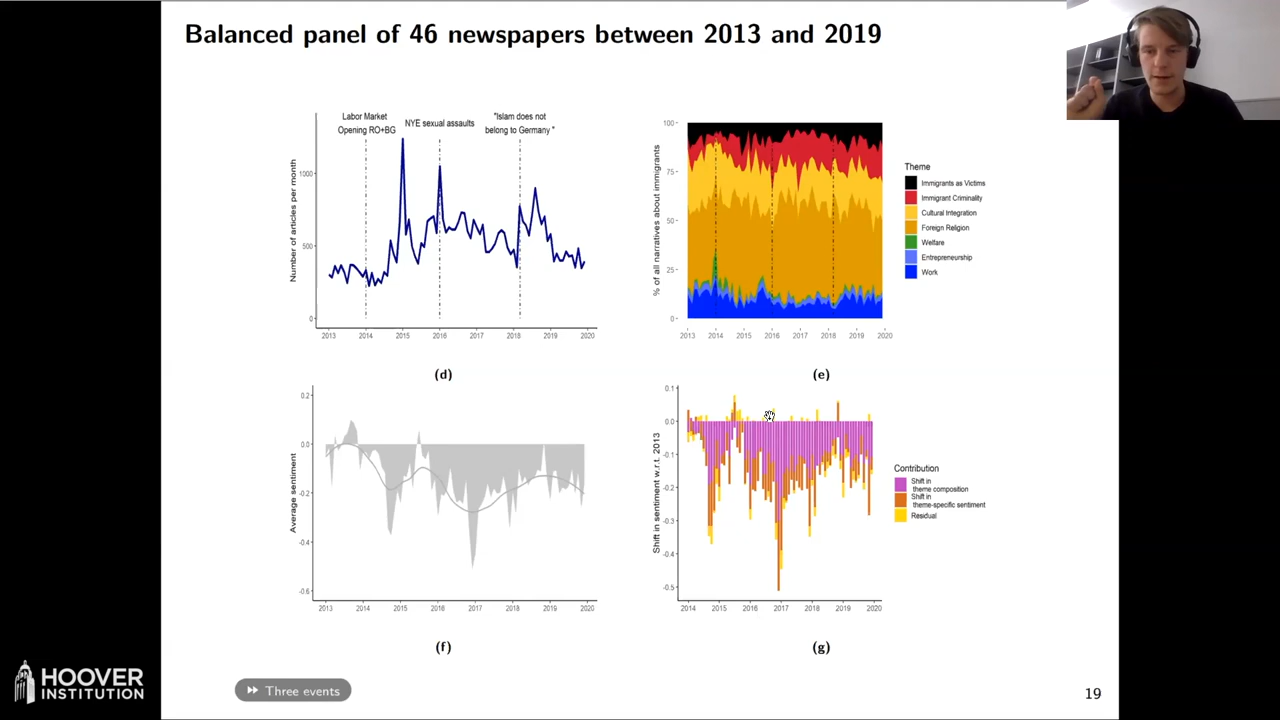 Balanced panel of 46 newspapers between 2013 and 2019
Labor Market
Opening RO+BG
NYE sexual assaults
"Islam does not
belong to Germany "
Number of articles per month
1000
500
0
2013 2014 2015 2016 2017 2018 2019 2020
(d)
% of all narratives about immigrants
100
75
50
25
0
2013 2014 2015 2016 2017 2018 2019 2020
Theme
Immigrants as Victims
Immigrant Criminality
Cultural Integration
Foreign Religion
Welfare
Entrepreneurship
Work
(e)
Average sentiment
0.2
0.0
-0.2
-0.4
-0.6
2013 2014 2015 2016 2017 2018 2019 2020
(f)
Shift in sentiment w.r.t. 2013
0.1
0.0
-0.1
-0.2
-0.3
-0.4
-0.5
2014 2015 2016 2017 2018 2019 2020
Contribution
Shift in
theme composition
Shift in
theme-specific sentiment
Residual
(g)
HOOVER
INSTITUTION
Three events
19